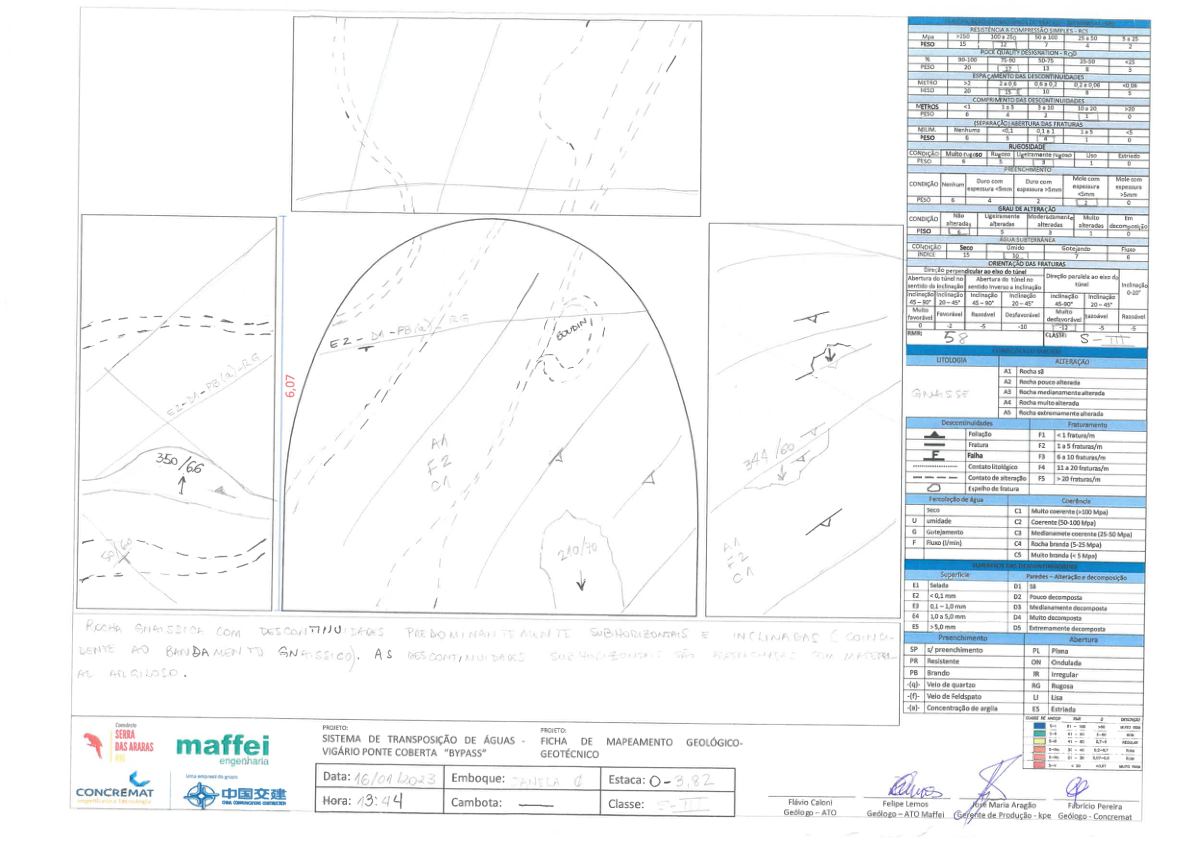 RESISTÊNCIA À COMPRESSÃO SIMPLES - RCS
Mpa >250 100 a 250 50 a 100 25 a 50 5 a 25
PESO 15 12 7 4 2
ROCK QUALITY DESIGNATION - RQD
% 90-100 75-90 50-75 25-50 <25
PESO 20 17 13 8 3
ESPAÇAMENTO DAS DESCONTINUIDADES
METRO >2 2 a 0,6 0,6 a 0,2 0,2 a 0,06 <0,06
PESO 20 15 10 8 5
COMPRIMENTO DAS DESCONTINUIDADES
METROS <1 1 a 3 3 a 10 10 a 20 >20
PESO 6 4 2 1 0
(SEPARAÇÃO) ABERTURA DAS FRATURAS
MILIM. Nenhuma <0,1 0,1 a 1 1 a 5 <5
PESO 6 5 4 1 0
RUGOSIDADE
CONDIÇÃO Muito rugoso Rugoso Ligeiramente rugoso Liso Estriado
PESO 6 5 3 1 0
PREENCHIMENTO
CONDIÇÃO Nenhum Duro com espessura <5mm Duro com espessura >5mm Mole com espessura <5mm Mole com espessura >5mm
PESO 6 4 2 2 0
GRAU DE ALTERAÇÃO
CONDIÇÃO Não alteradas Ligeiramente alteradas Moderadamente alteradas Muito alteradas Em decomposição
PESO 6 5 3 1 0
ÁGUA SUBTERRÂNEA
CONDIÇÃO Seco Úmido Gotejando Fluxo
ÍNDICE 15 10 7 6
ORIENTAÇÃO DAS FRATURAS
Direção perpendicular ao eixo do túnel
Direção paralela ao eixo do túnel
Inclinação 0-20°
Abertura do túnel no sentido da Inclinação
Abertura do túnel no sentido Inverso a Inclinação
Inclinação 45 – 90° Inclinação 20 – 45° Inclinação 45 – 90° Inclinação 20 – 45° inclinação 45-90° Inclinação 20 – 45°
Muito favorável Favorável Rasoável Desfavorável Muito desfavorável Rasoável
0 -2 -5 -10 -12 -5 -5
RMR: 58 CLASSE: S-III
LITOLOGIA ALTERAÇÃO
GNAISSE
A1 Rocha sã
A2 Rocha pouco alterada
A3 Rocha medianamente alterada
A4 Rocha muito alterada
A5 Rocha extremamente alterada
Descontinuidades Fraturamento
Foliação F1 < 1 fratura/m
Fratura F2 1 a 5 fraturas/m
F Falha F3 6 a 10 fraturas/m
Contato litológico F4 11 a 20 fraturas/m
Contato de alteração F5 > 20 fraturas/m
Espelho de fratura
Percolação de Água Coerência
Seco C1 Muito coerente (>100 Mpa)
U umidade C2 Coerente (50-100 Mpa)
G Gotejamento C3 Medianamete coerente (25-50 Mpa)
F Fluxo (l/min) C4 Rocha branda (5-25 Mpa)
C5 Muito branda (< 5 Mpa)
Superfície Paredes – Alteração e decomposição
E1 Selada D1 Sã
E2 < 0,1 mm D2 Pouco decomposta
E3 0,1 – 1,0 mm D3 Medianamente decomposta
E4 1,0 a 5,0 mm D4 Muito decomposta
E5 > 5,0 mm D5 Extremamente decomposta
Preenchimento Abertura
SP s/ preenchimento PL Plana
PR Resistente ON Ondulada
PB Brando IR Irregular
-(q)- Veio de quartzo RG Rugosa
-(f)- Veio de Feldspato LI Lisa
-(a)- Concentração de argila ES Estriada
E2-DA-PB(a)-RG
350/66
6,07
E2-D1-PB(a)-RG
BOUDIN
A1
F2
C1
210/70
344/60
A1
F2
C1
ROCHA GNAISSICA COM DESCONTINUIDADES PREDOMINANTEMENTE SUBHORIZONTAIS E INCLINADAS (COINCI-
DENTE AO BANDAMENTO GNAISSICO). AS DESCONTINUIDADES SUBHORIZONTAIS SÃO PREENCHIDAS COM MATERI-
AL ARGILOSO.
Consórcio
SERRA
DAS ARARAS
maffei
engenharia
CONCREMAT
Uma empresa do grupo
中国交建
CHINA COMMUNICATIONS CONSTRUCTION
PROJETO:
SISTEMA DE TRANSPOSIÇÃO DE ÁGUAS -
VIGÁRIO PONTE COBERTA "BYPASS"
PROJETO:
FICHA DE MAPEAMENTO GEOLÓGICO-
GEOTÉCNICO
Data: 16/ /2023 Emboque: JANELA Estaca: 0-3,82
Hora: 13:44 Cambota: — Classe: S-III
Flávio Caloni
Geólogo – ATO
Felipe Lemos
Geólogo – ATO Maffei
José Maria Aragão
Gerente de Produção - kpe
Fabricio Pereira
Geólogo - Concremat